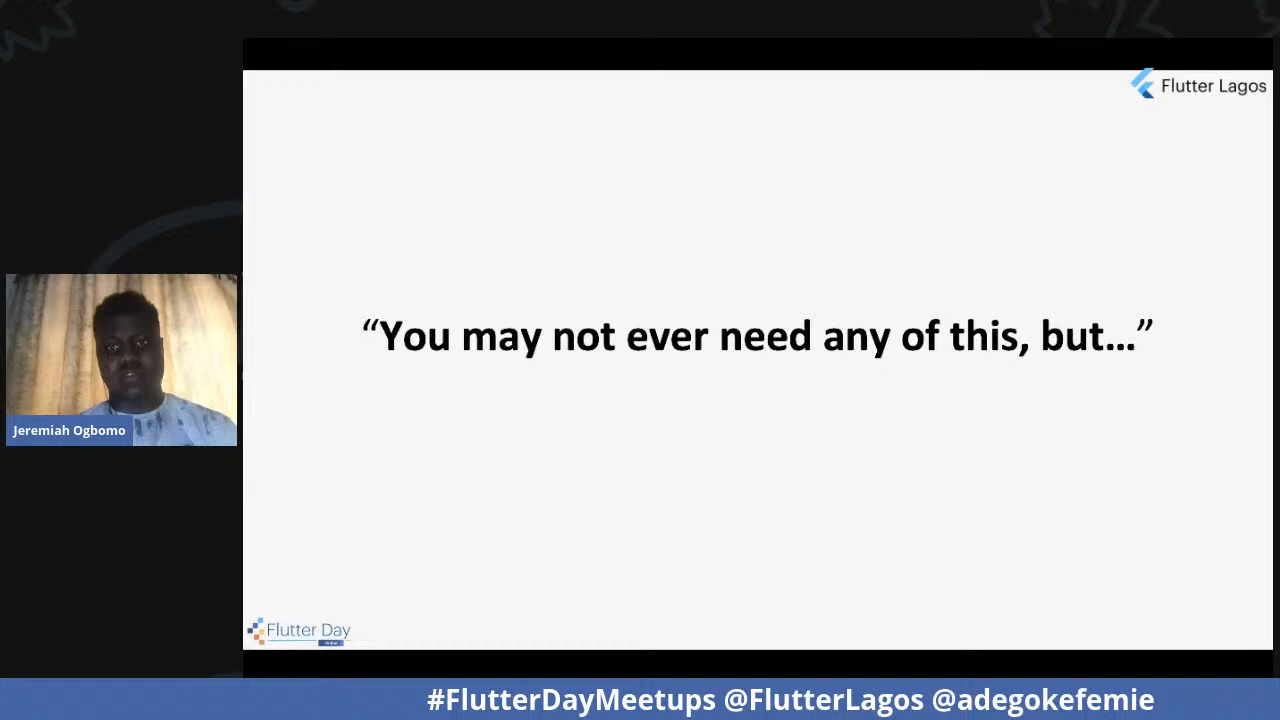 Flutter Lagos
“You may not ever need any of this, but...”
Jeremiah Ogbomo
Flutter Day
#FlutterDayMeetups @FlutterLagos @adegokefemie